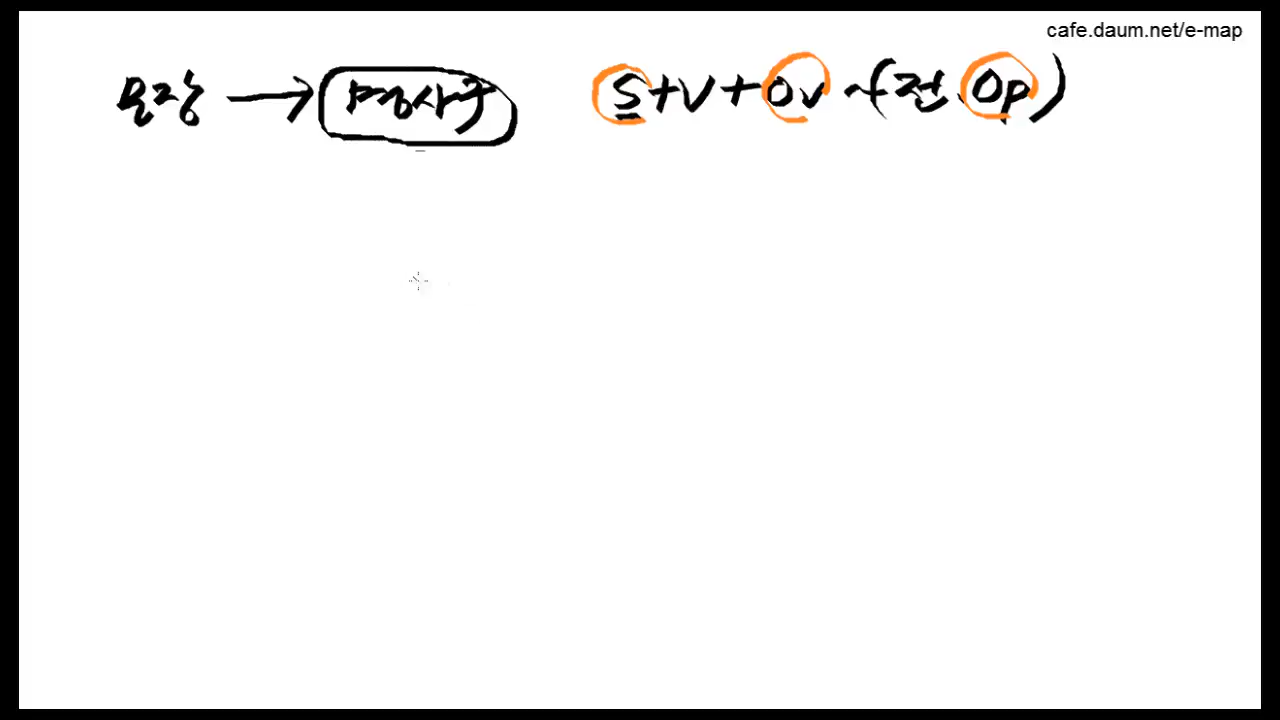 cafe.daum.net/e-map
문장 → 명사구 S+V+Ov ~(전 Op)